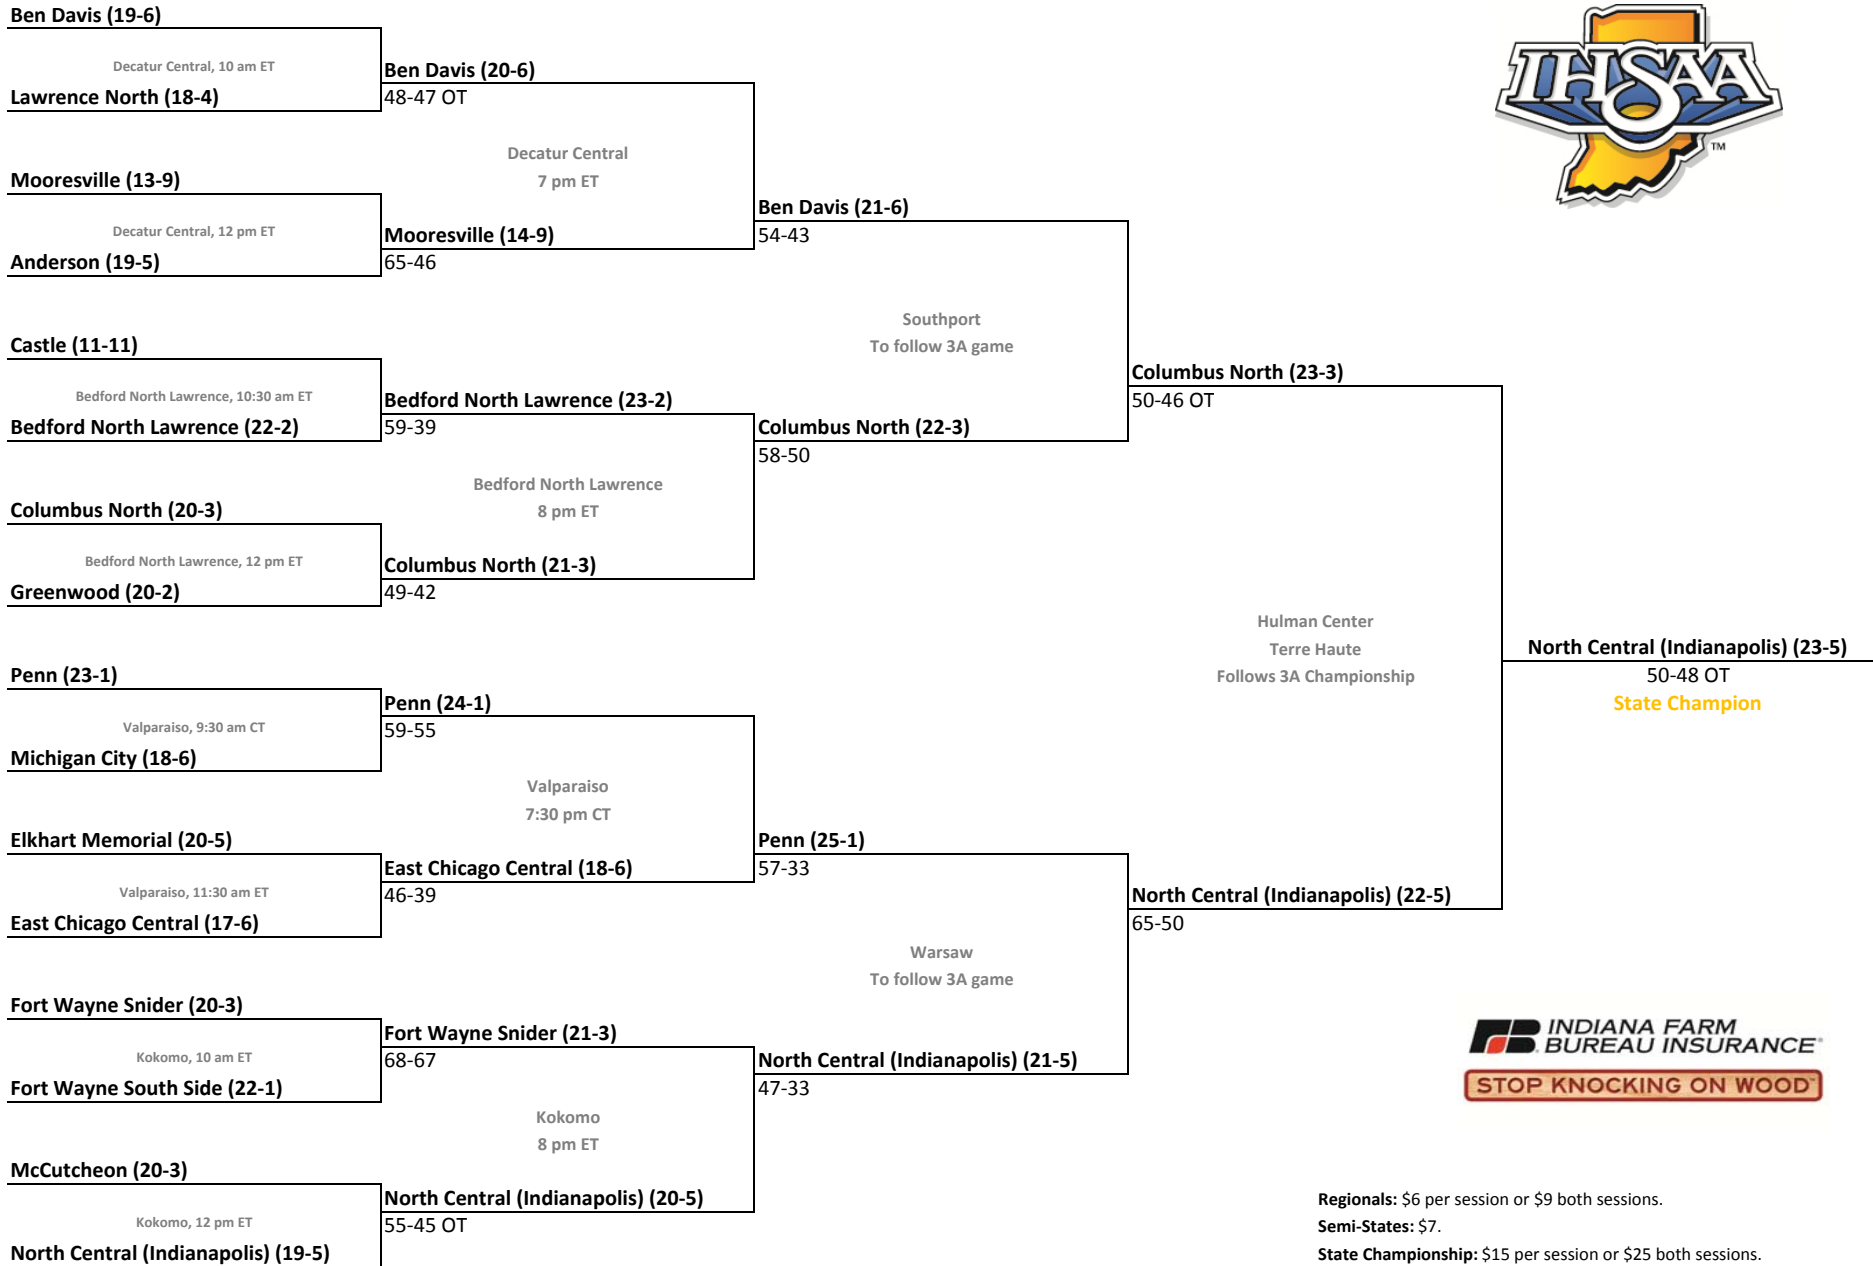 Ben Davis (19-6)
Decatur Central, 10 am ET
Lawrence North (18-4)
Mooresville (13-9)
Decatur Central, 12 pm ET
Anderson (19-5)
Castle (11-11)
Bedford North Lawrence, 10:30 am ET
Bedford North Lawrence (22-2)
Columbus North (20-3)
Bedford North Lawrence, 12 pm ET
Greenwood (20-2)
Penn (23-1)
Valparaiso, 9:30 am CT
Michigan City (18-6)
Elkhart Memorial (20-5)
Valparaiso, 11:30 am ET
East Chicago Central (17-6)
Fort Wayne Snider (20-3)
Kokomo, 10 am ET
Fort Wayne South Side (22-1)
McCutcheon (20-3)
Kokomo, 12 pm ET
North Central (Indianapolis) (19-5)
Ben Davis (20-6)
48-47 OT
Decatur Central
7 pm ET
Mooresville (14-9)
65-46
Bedford North Lawrence (23-2)
59-39
Bedford North Lawrence
8 pm ET
Columbus North (21-3)
49-42
Penn (24-1)
59-55
Valparaiso
7:30 pm CT
East Chicago Central (18-6)
46-39
Fort Wayne Snider (21-3)
68-67
Kokomo
8 pm ET
North Central (Indianapolis) (20-5)
55-45 OT
Ben Davis (21-6)
54-43
Southport
To follow 3A game
Columbus North (22-3)
58-50
Penn (25-1)
57-33
Warsaw
To follow 3A game
North Central (Indianapolis) (21-5)
47-33
Columbus North (23-3)
50-46 OT
Hulman Center
Terre Haute
Follows 3A Championship
North Central (Indianapolis) (22-5)
65-50
North Central (Indianapolis) (23-5)
50-48 OT
State Champion
IHSAA
TM
INDIANA FARM
BUREAU INSURANCE
STOP KNOCKING ON WOOD
Regionals: $6 per session or $9 both sessions.
Semi-States: $7.
State Championship: $15 per session or $25 both sessions.